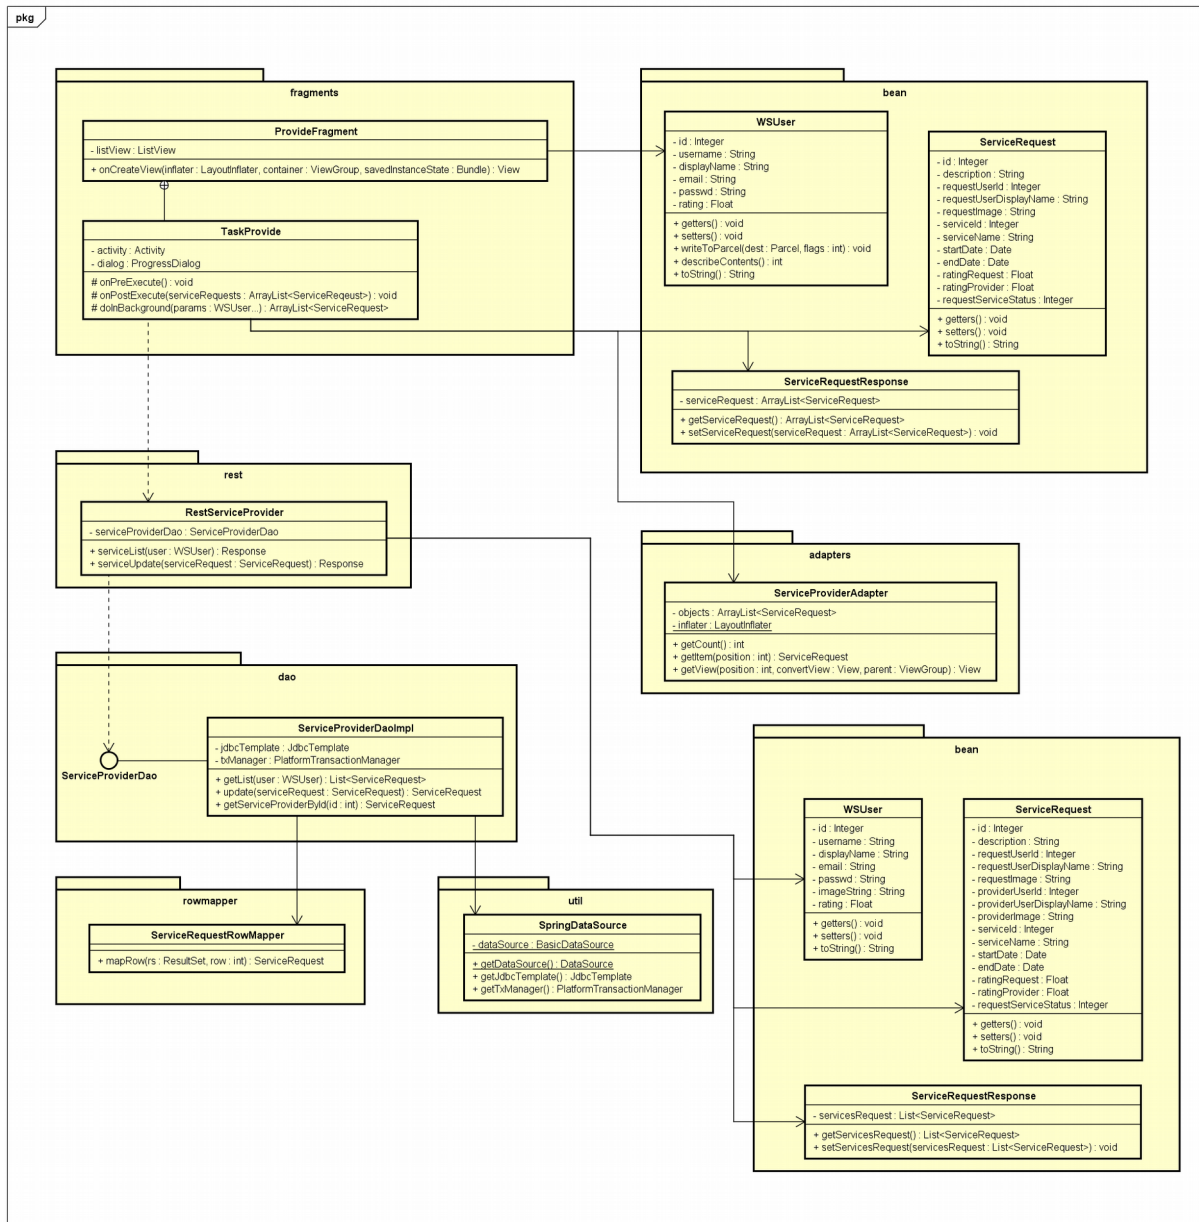 pkg
fragments
ProvideFragment
- listView : ListView
+ onCreateView(inflater : LayoutInflater, container : ViewGroup, savedInstanceState : Bundle) : View
TaskProvide
- activity : Activity
- dialog : ProgressDialog
# onPreExecute() : void
# onPostExecute(serviceRequests : ArrayList<ServiceReqeust>) : void
# doInBackground(params : WSUser...) : ArrayList<ServiceRequest>
bean
WSUser
- id : Integer
- username : String
- displayName : String
- email : String
- passwd : String
- rating : Float
+ getters() : void
+ setters() : void
+ writeToParcel(dest : Parcel, flags : int) : void
+ describeContents() : int
+ toString() : String
ServiceRequest
- id : Integer
- description : String
- requestUserId : Integer
- requestUserDisplayName : String
- requestImage : String
- serviceId : Integer
- serviceName : String
- startDate : Date
- endDate : Date
- ratingRequest : Float
- ratingProvider : Float
- requestServiceStatus : Integer
+ getters() : void
+ setters() : void
+ toString() : String
ServiceRequestResponse
- serviceRequest : ArrayList<ServiceRequest>
+ getServiceRequest() : ArrayList<ServiceRequest>
+ setServiceRequest(serviceRequest : ArrayList<ServiceRequest>) : void
rest
RestServiceProvider
- serviceProviderDao : ServiceProviderDao
+ serviceList(user : WSUser) : Response
+ serviceUpdate(serviceRequest : ServiceRequest) : Response
adapters
ServiceProviderAdapter
- objects : ArrayList<ServiceRequest>
- inflater : LayoutInflater
+ getCount() : int
+ getItem(position : int) : ServiceRequest
+ getView(position : int, convertView : View, parent : ViewGroup) : View
dao
ServiceProviderDao
ServiceProviderDaoImpl
- jdbcTemplate : JdbcTemplate
- txManager : PlatformTransactionManager
+ getList(user : WSUser) : List<ServiceRequest>
+ update(serviceRequest : ServiceRequest) : ServiceRequest
+ getServiceProviderById(id : int) : ServiceRequest
rowmapper
ServiceRequestRowMapper
+ mapRow(rs : ResultSet, row : int) : ServiceRequest
util
SpringDataSource
- dataSource : BasicDataSource
+ getDataSource() : DataSource
+ getJdbcTemplate() : JdbcTemplate
+ getTxManager() : PlatformTransactionManager
bean
WSUser
- id : Integer
- username : String
- displayName : String
- email : String
- passwd : String
- imageString : String
- rating : Float
+ getters() : void
+ setters() : void
+ toString() : String
ServiceRequest
- id : Integer
- description : String
- requestUserId : Integer
- requestUserDisplayName : String
- requestImage : String
- providerUserId : Integer
- providerUserDisplayName : String
- providerImage : String
- serviceId : Integer
- serviceName : String
- startDate : Date
- endDate : Date
- ratingRequest : Float
- ratingProvider : Float
- requestServiceStatus : Integer
+ getters() : void
+ setters() : void
+ toString() : String
ServiceRequestResponse
- servicesRequest : List<ServiceRequest>
+ getServicesRequest() : List<ServiceRequest>
+ setServicesRequest(servicesRequest : List<ServiceRequest>) : void